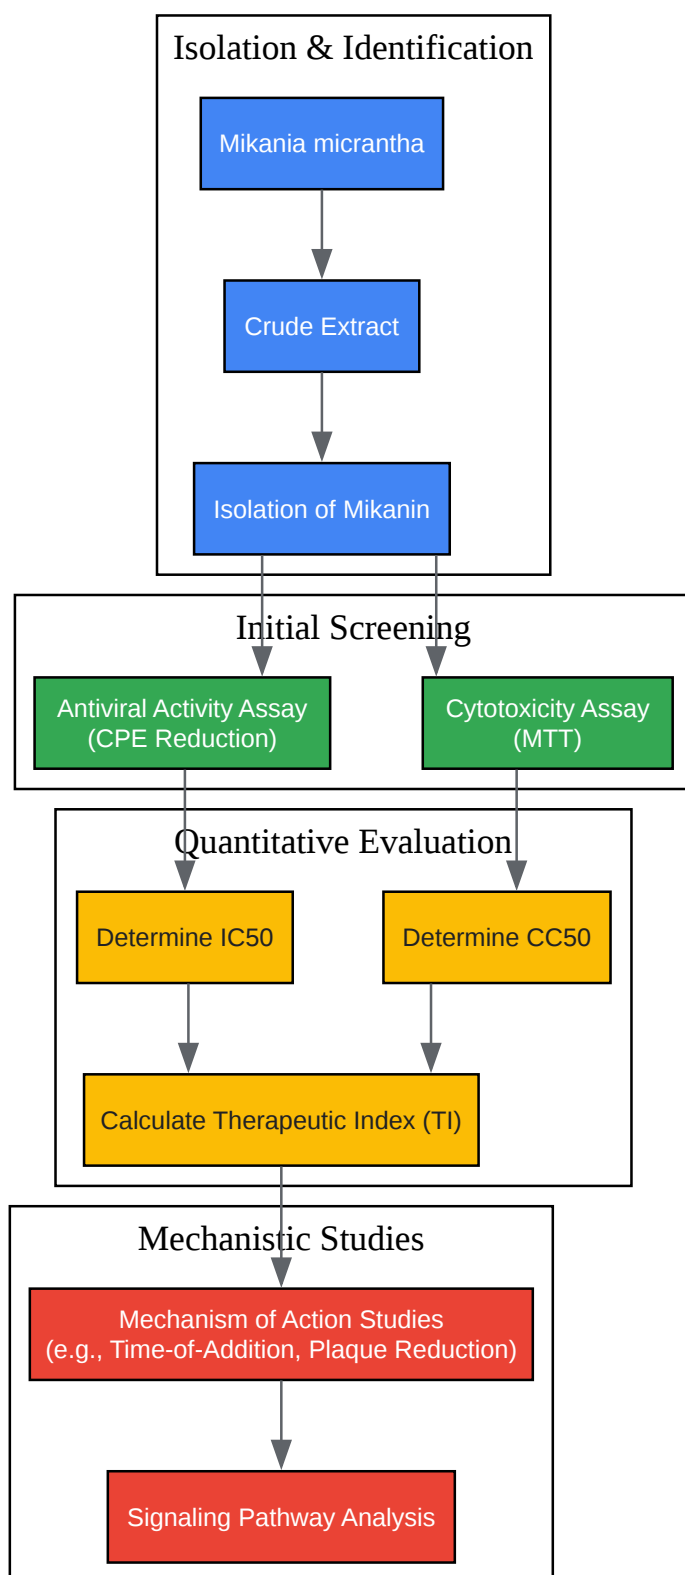 Isolation & Identification
Mikania micrantha
Crude Extract
Isolation of Mikanin
Initial Screening
Antiviral Activity Assay
(CPE Reduction)
Cytotoxicity Assay
(MTT)
Quantitative Evaluation
Determine IC50
Determine CC50
Calculate Therapeutic Index (TI)
Mechanistic Studies
Mechanism of Action Studies
(e.g., Time-of-Addition, Plaque Reduction)
Signaling Pathway Analysis